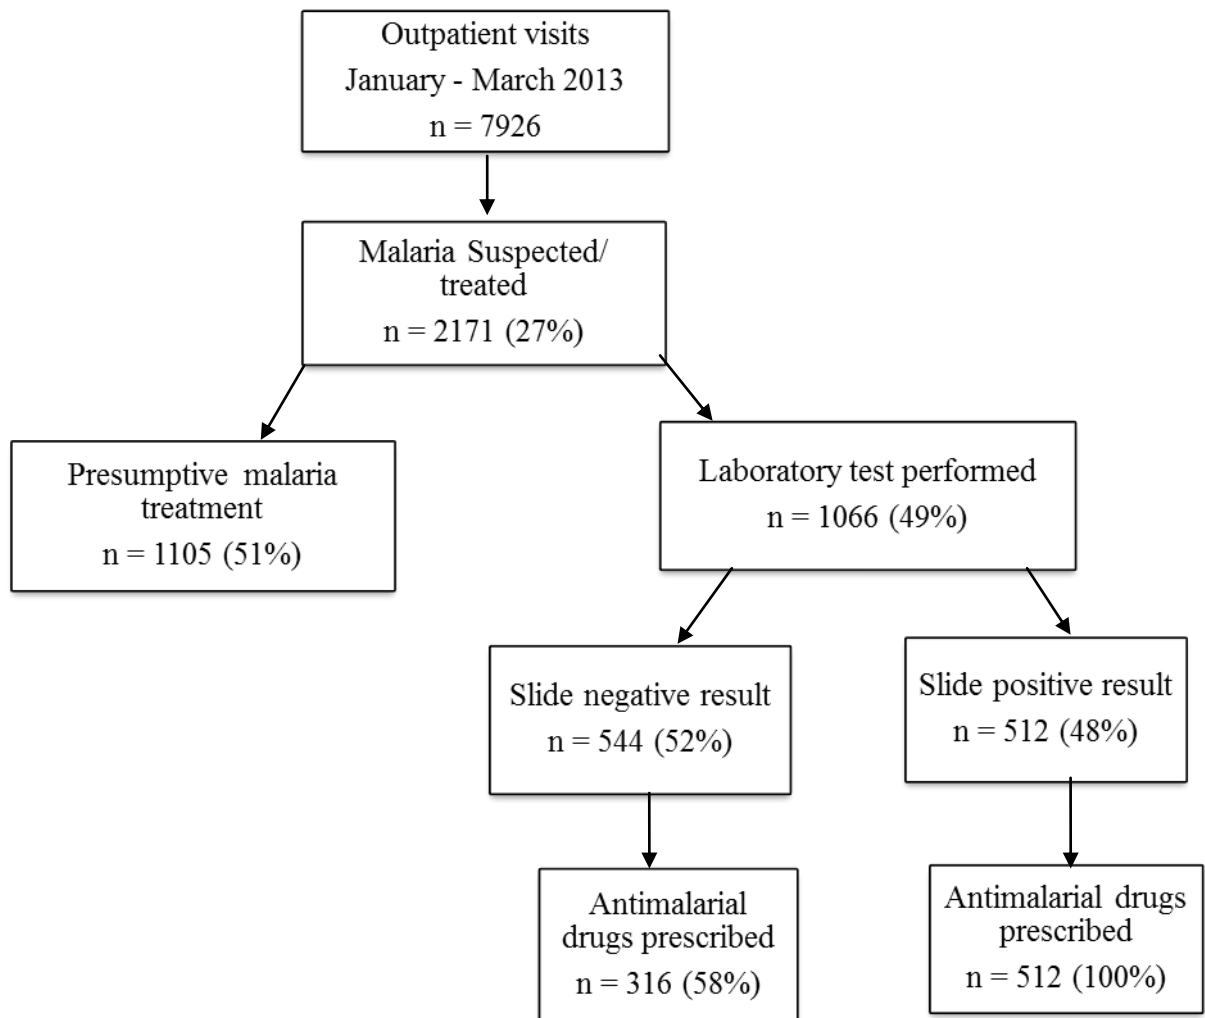 Outpatient visits
January - March 2013
n = 7926
Malaria Suspected/
treated
n = 2171 (27%)
Presumptive malaria
treatment
n = 1105 (51%)
Laboratory test performed
n = 1066 (49%)
Slide negative result
n = 544 (52%)
Slide positive result
n = 512 (48%)
Antimalarial
drugs prescribed
n = 316 (58%)
Antimalarial drugs
prescribed
n = 512 (100%)